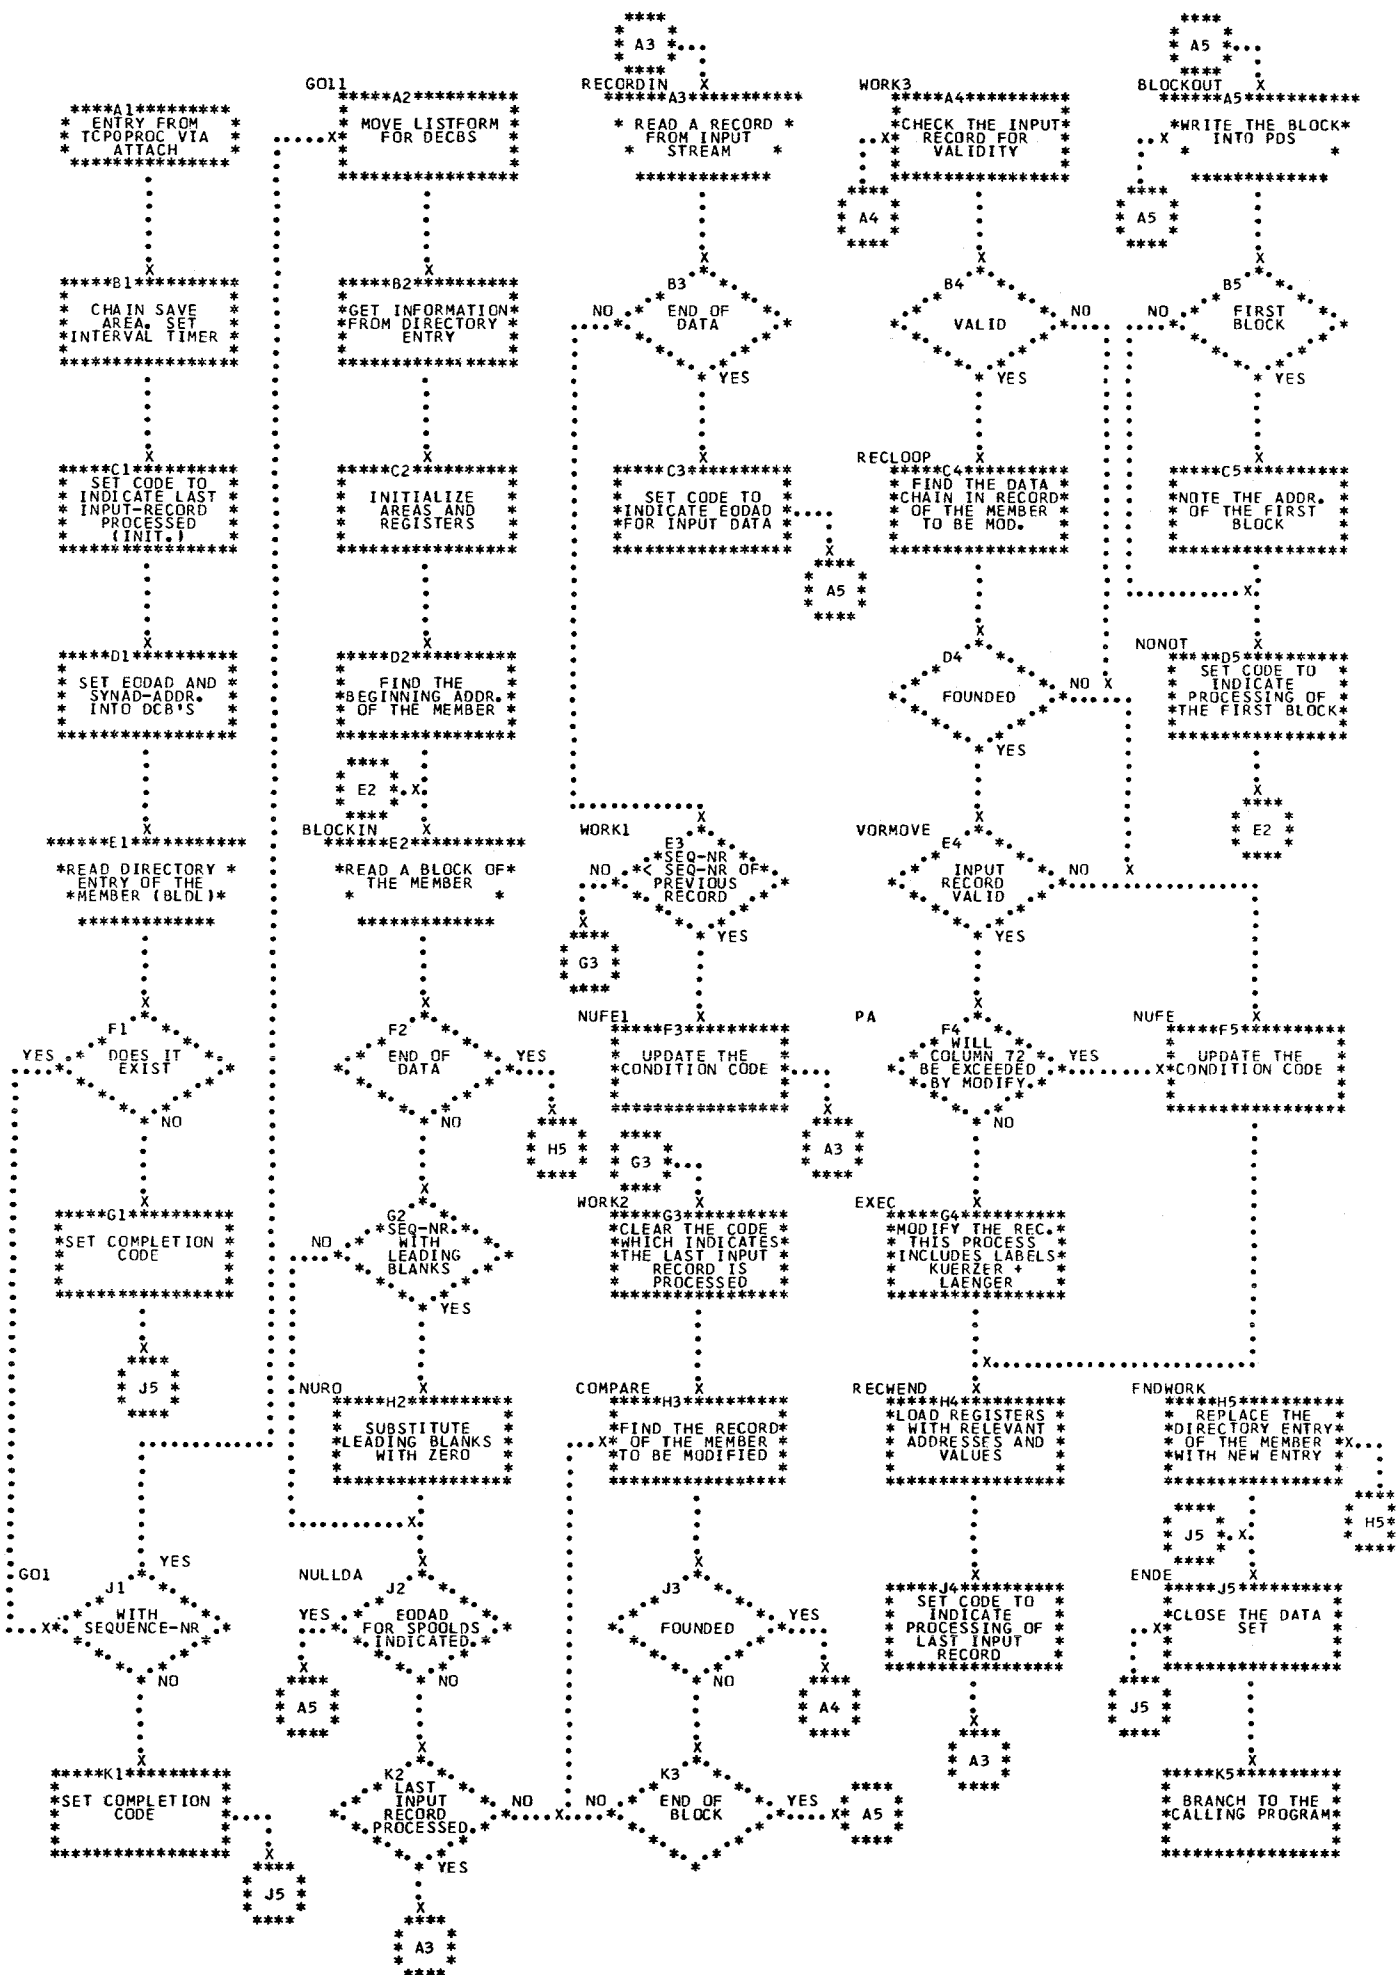 A1
ENTRY FROM
TCPOPROC VIA
ATTACH
B1
CHAIN SAVE
AREA. SET
INTERVAL TIMER
C1
SET CODE TO
INDICATE LAST
INPUT-RECORD
PROCESSED
(INIT.)
D1
SET EODAD AND
SYNAD-ADDR.
INTO DCB'S
E1
READ DIRECTORY
ENTRY OF THE
MEMBER (BLDL)
F1
DOES IT
EXIST
YES
NO
G1
SET COMPLETION
CODE
J5
GO1
YES
J1
WITH
SEQUENCE-NR
NO
K1
SET COMPLETION
CODE
J5
GO11
A2
MOVE LISTFORM
FOR DECBS
B2
GET INFORMATION
FROM DIRECTORY
ENTRY
C2
INITIALIZE
AREAS AND
REGISTERS
D2
FIND THE
BEGINNING ADDR.
OF THE MEMBER
E2
BLOCKIN
E2
READ A BLOCK OF
THE MEMBER
F2
END OF
DATA
YES
NO
H5
G2
SEQ-NR.
WITH
LEADING
BLANKS
NO
YES
NURO
H2
SUBSTITUTE
LEADING BLANKS
WITH ZERO
NULLDA
J2
EODAD
FOR SPOOLDS
INDICATED.
YES
NO
A5
K2
LAST
INPUT
RECORD
PROCESSED.
NO
YES
A3
A3
RECORDIN
A3
READ A RECORD
FROM INPUT
STREAM
B3
END OF
DATA
NO
YES
C3
SET CODE TO
INDICATE EODAD
FOR INPUT DATA
A5
WORK1
E3
SEQ-NR
< SEQ-NR OF
PREVIOUS
RECORD
NO
YES
G3
NUFE1
F3
UPDATE THE
CONDITION CODE
A3
G3
WORK2
G3
CLEAR THE CODE
WHICH INDICATES
THE LAST INPUT
RECORD IS
PROCESSED
COMPARE
H3
FIND THE RECORD
OF THE MEMBER
TO BE MODIFIED
J3
FOUNDED
YES
NO
A4
K3
END OF
BLOCK
NO
YES
A5
WORK3
A4
CHECK THE INPUT
RECORD FOR
VALIDITY
A4
B4
VALID
NO
YES
RECLOOP
C4
FIND THE DATA
CHAIN IN RECORD
OF THE MEMBER
TO BE MOD.
D4
FOUNDED
NO
YES
VORMOVE
E4
INPUT
RECORD
VALID
NO
YES
PA
F4
WILL
COLUMN 72
BE EXCEEDED
BY MODIFY.
YES
NO
EXEC
G4
MODIFY THE REC.
THIS PROCESS
INCLUDES LABELS
KUERZER +
LAENGER
RECWEND
H4
LOAD REGISTERS
WITH RELEVANT
ADDRESSES AND
VALUES
J4
SET CODE TO
INDICATE
PROCESSING OF
LAST INPUT
RECORD
A3
A5
BLOCKOUT
A5
WRITE THE BLOCK
INTO PDS
A5
B5
FIRST
BLOCK
NO
YES
C5
NOTE THE ADDR.
OF THE FIRST
BLOCK
NONOT
D5
SET CODE TO
INDICATE
PROCESSING OF
THE FIRST BLOCK
E2
NUFE
F5
UPDATE THE
CONDITION CODE
ENDWORK
H5
REPLACE THE
DIRECTORY ENTRY
OF THE MEMBER
WITH NEW ENTRY
H5
J5
ENDE
J5
CLOSE THE DATA
SET
J5
K5
BRANCH TO THE
CALLING PROGRAM